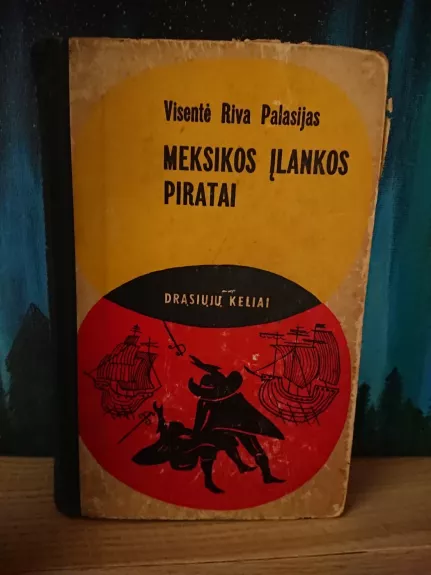 Visentė Riva Palasijas
MEKSIKOS ĮLANKOS
PIRATAI
DRĄSIŲJŲ KELIAI